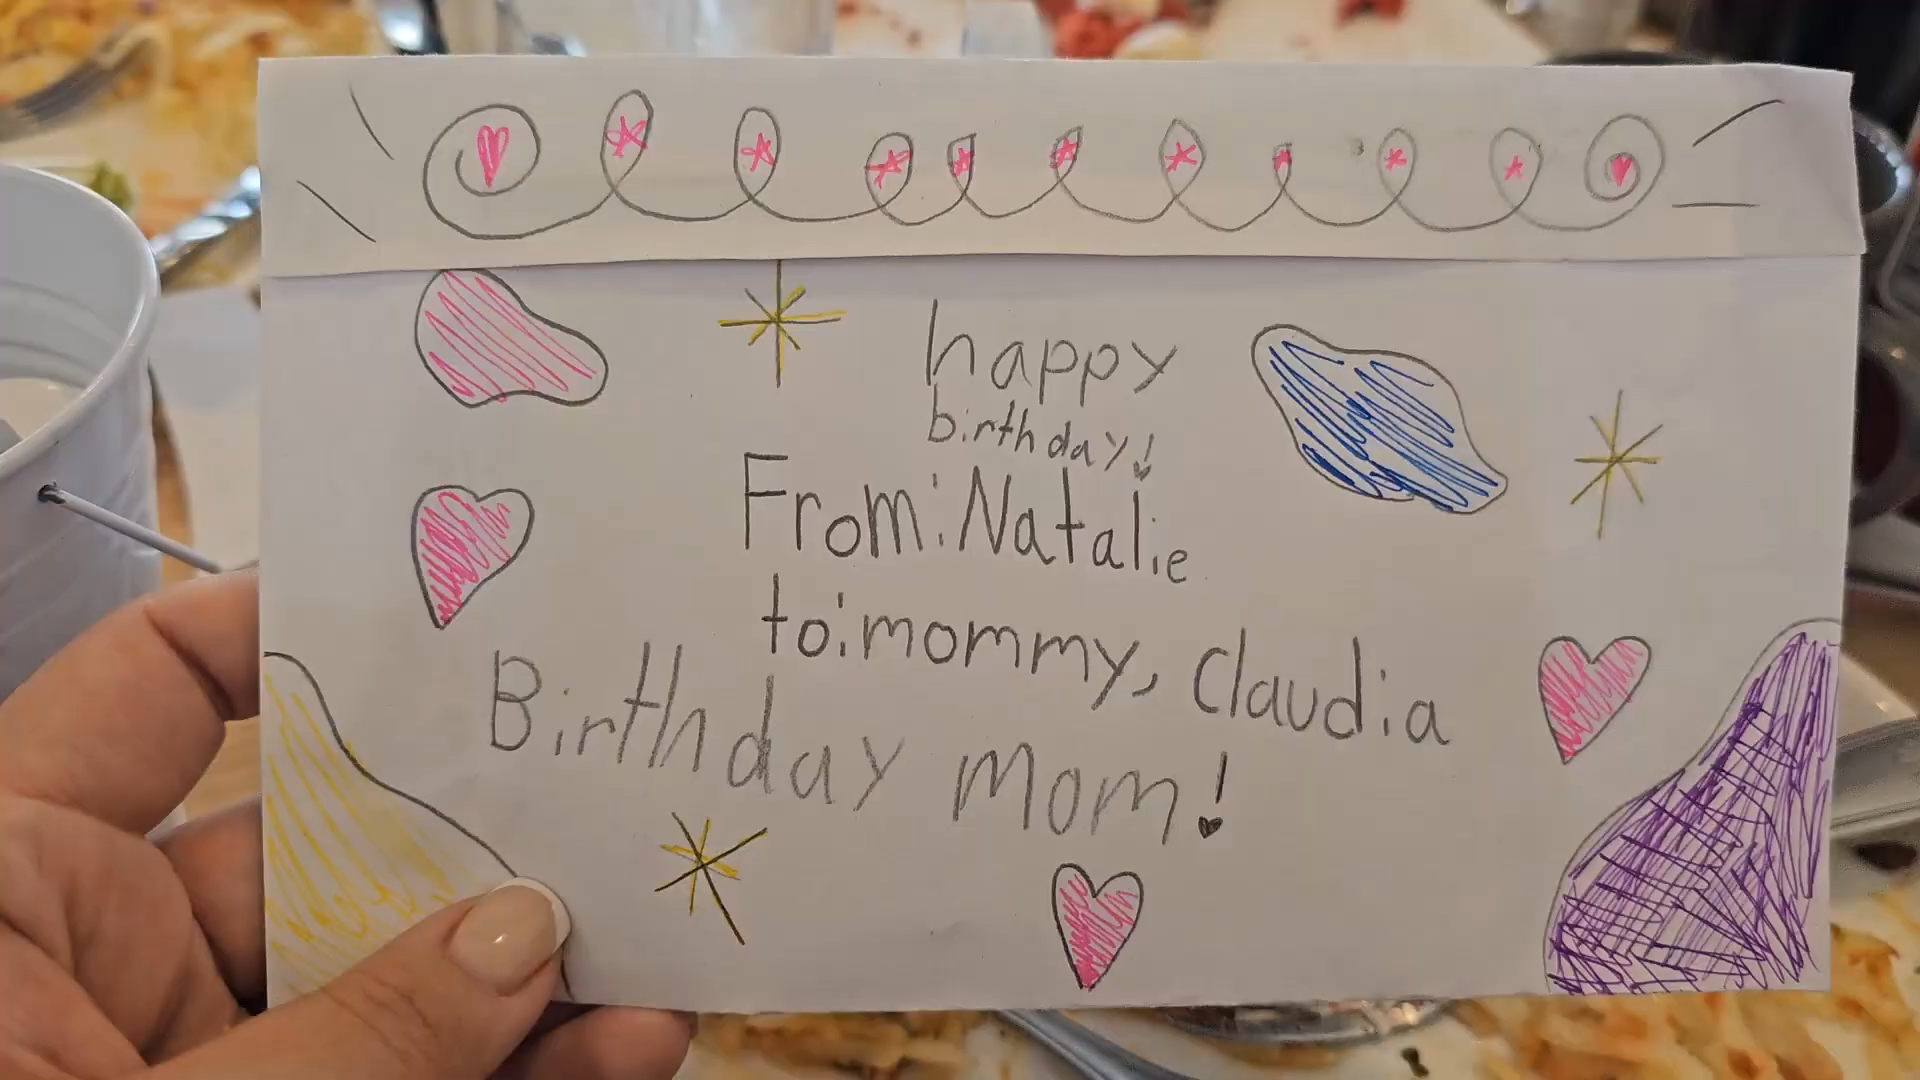 happy
birthday!
From: Natalie
to: mommy, Claudia
Birthday mom!